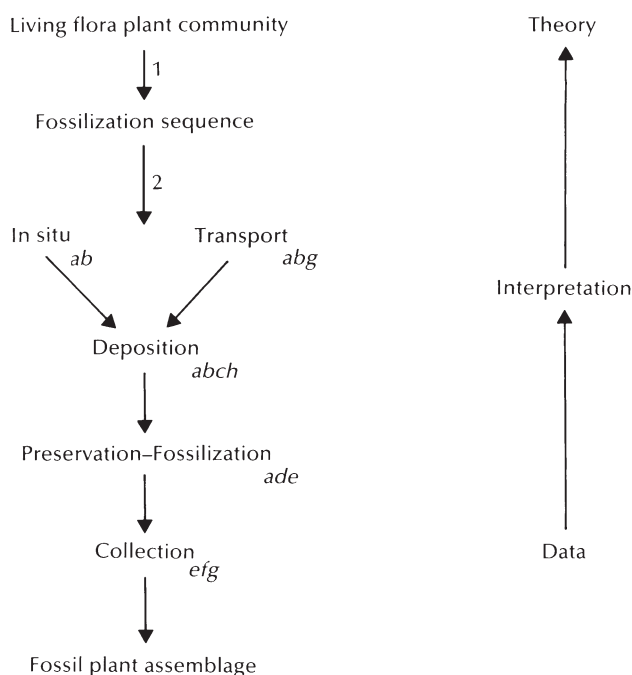 Living flora plant community
1
Fossilization sequence
2
In situ
ab
Transport
abg
Deposition
abch
Preservation–Fossilization
ade
Collection
efg
Fossil plant assemblage
Theory
Interpretation
Data